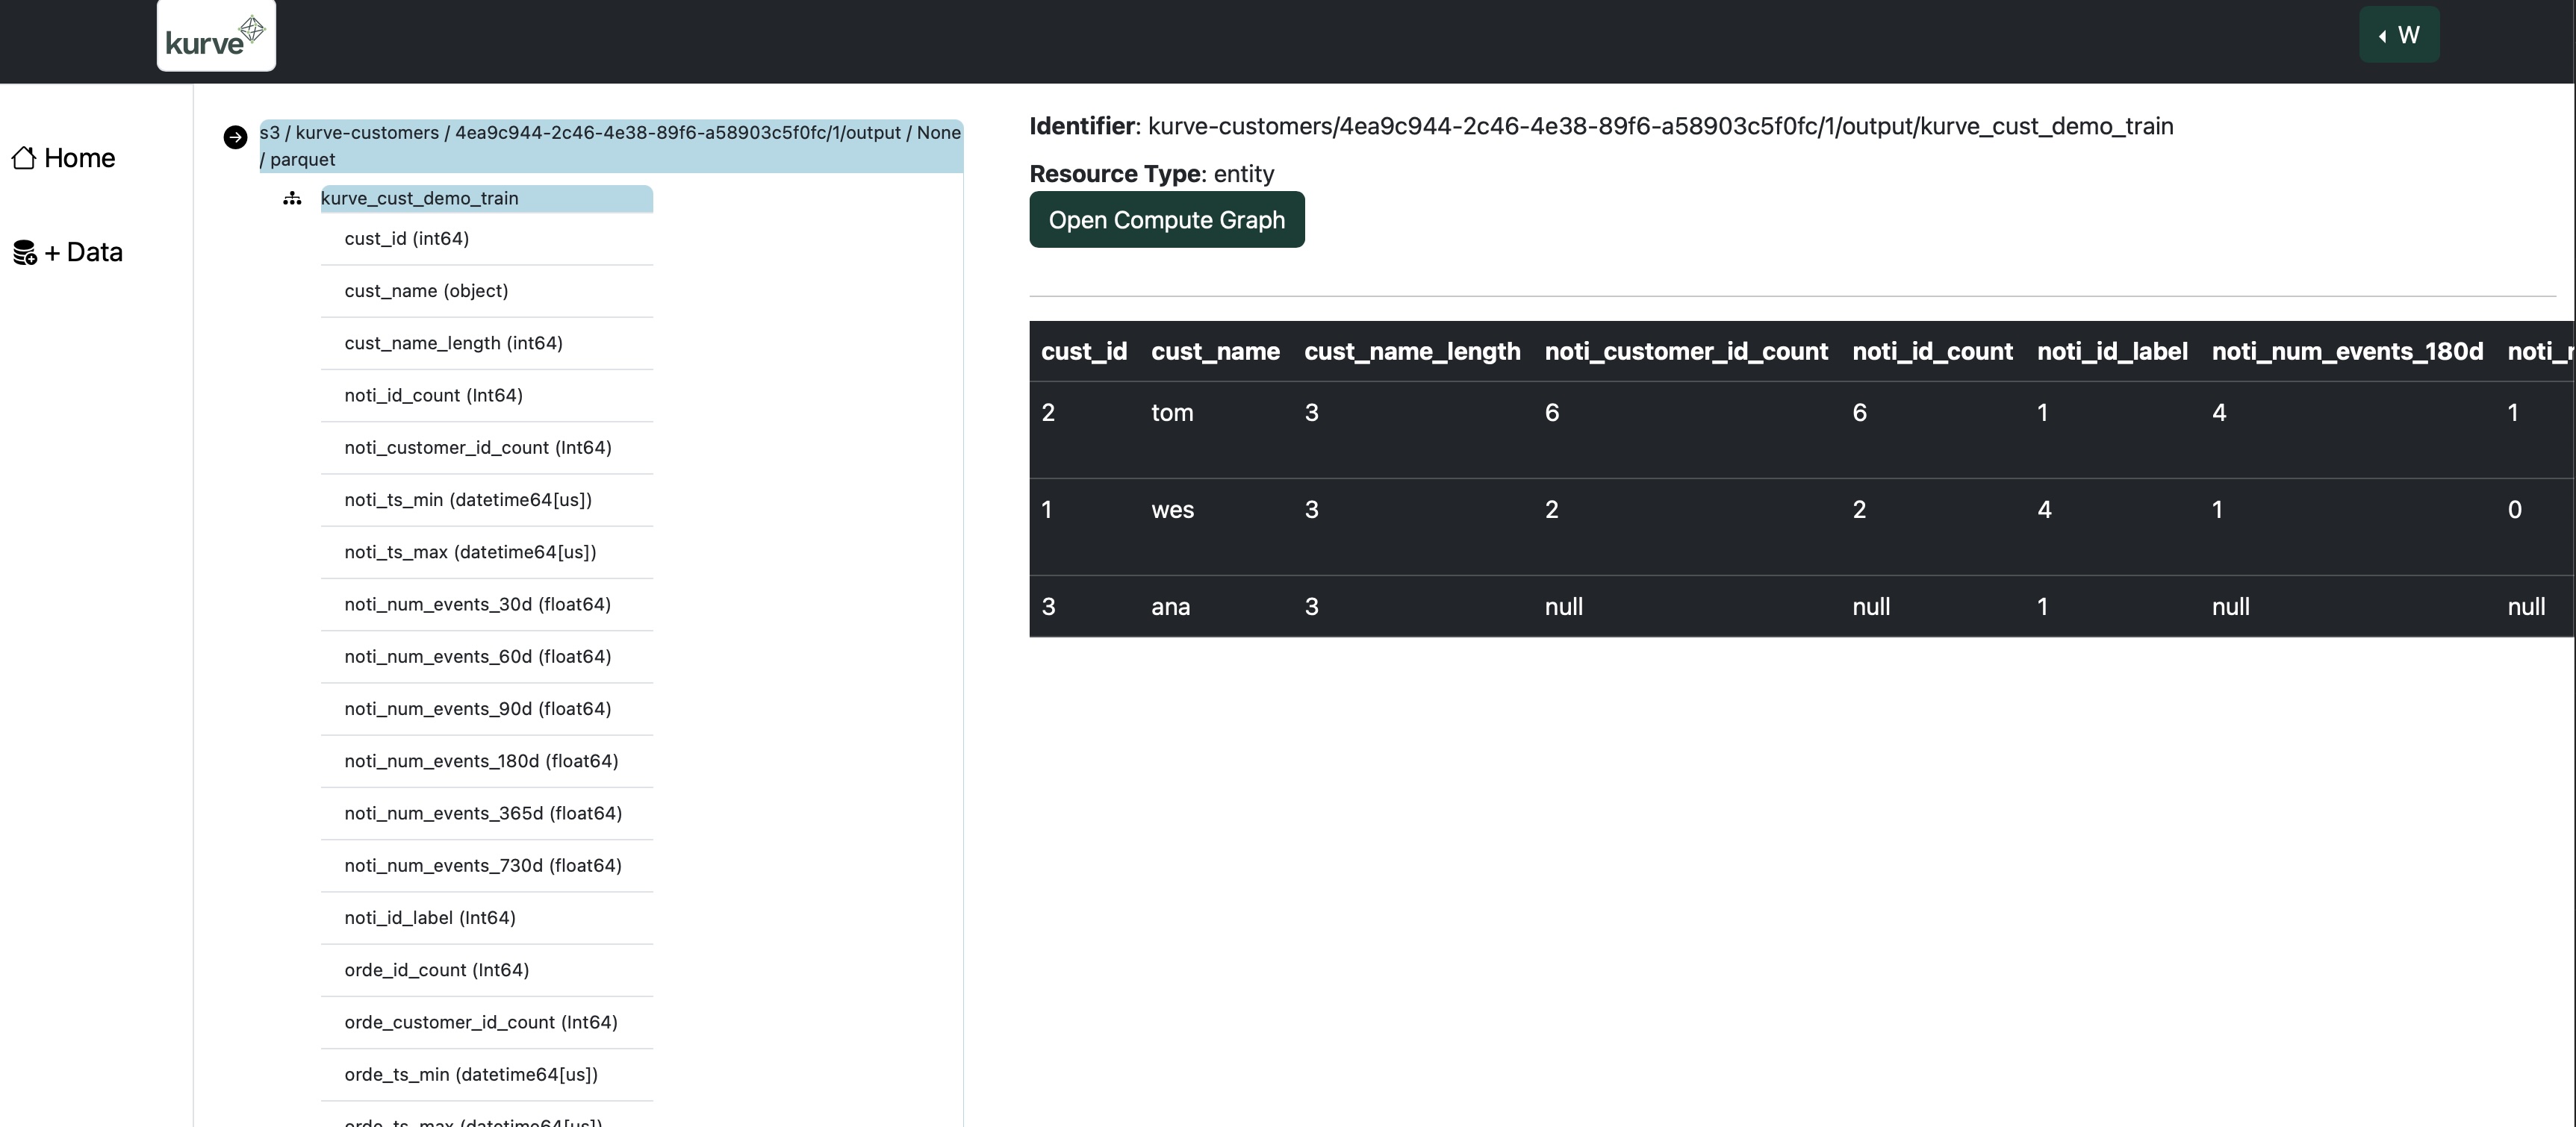 kurve
W
Home
+ Data
s3 / kurve-customers / 4ea9c944-2c46-4e38-89f6-a58903c5f0fc/1/output / None
/ parquet
kurve_cust_demo_train
cust_id (int64)
cust_name (object)
cust_name_length (int64)
noti_id_count (Int64)
noti_customer_id_count (Int64)
noti_ts_min (datetime64[us])
noti_ts_max (datetime64[us])
noti_num_events_30d (float64)
noti_num_events_60d (float64)
noti_num_events_90d (float64)
noti_num_events_180d (float64)
noti_num_events_365d (float64)
noti_num_events_730d (float64)
noti_id_label (Int64)
orde_id_count (Int64)
orde_customer_id_count (Int64)
orde_ts_min (datetime64[us])
orde_ts_max (datetime64[us])
Identifier: kurve-customers/4ea9c944-2c46-4e38-89f6-a58903c5f0fc/1/output/kurve_cust_demo_train
Resource Type: entity
Open Compute Graph
cust_id cust_name cust_name_length noti_customer_id_count noti_id_count noti_id_label noti_num_events_180d
2 tom 3 6 6 1 4 1
1 wes 3 2 2 4 1 0
3 ana 3 null null 1 null null